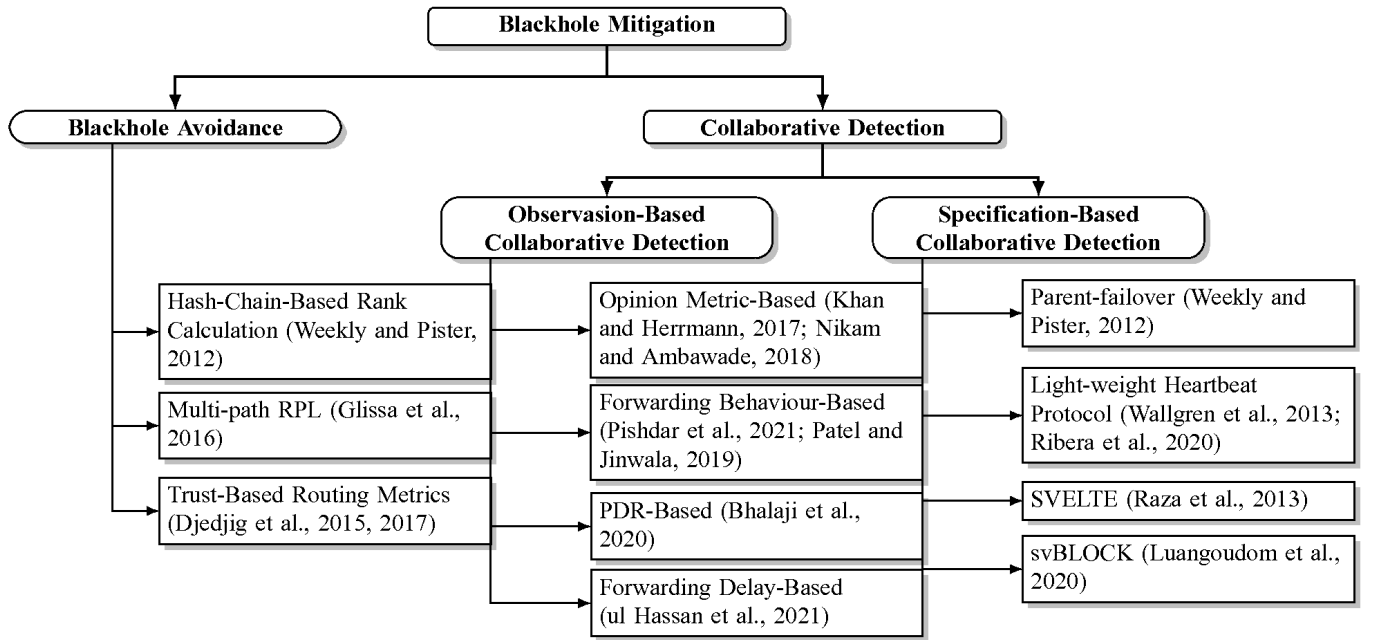 Blackhole Mitigation
Blackhole Avoidance
Collaborative Detection
Observasion-Based
Collaborative Detection
Specification-Based
Collaborative Detection
Hash-Chain-Based Rank
Calculation (Weekly and Pister,
2012)
Multi-path RPL (Glissa et al.,
2016)
Trust-Based Routing Metrics
(Djedjig et al., 2015, 2017)
Opinion Metric-Based (Khan
and Herrmann, 2017; Nikam
and Ambawade, 2018)
Forwarding Behaviour-Based
(Pishdar et al., 2021; Patel and
Jinwala, 2019)
PDR-Based (Bhalaji et al.,
2020)
Forwarding Delay-Based
(ul Hassan et al., 2021)
Parent-failover (Weekly and
Pister, 2012)
Light-weight Heartbeat
Protocol (Wallgren et al., 2013;
Ribera et al., 2020)
SVELTE (Raza et al., 2013)
svBLOCK (Luangoudom et al.,
2020)